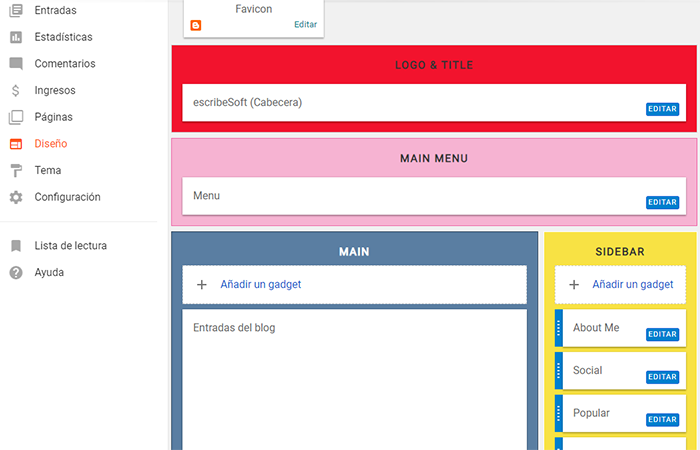 Entradas
Estadísticas
Comentarios
Ingresos
Páginas
Diseño
Tema
Configuración
Lista de lectura
Ayuda
Favicon
Editar
LOGO & TITLE
escribeSoft (Cabecera)
EDITAR
MAIN MENU
Menu
EDITAR
MAIN
Añadir un gadget
Entradas del blog
SIDEBAR
Añadir un gadget
About Me
EDITAR
Social
EDITAR
Popular
EDITAR